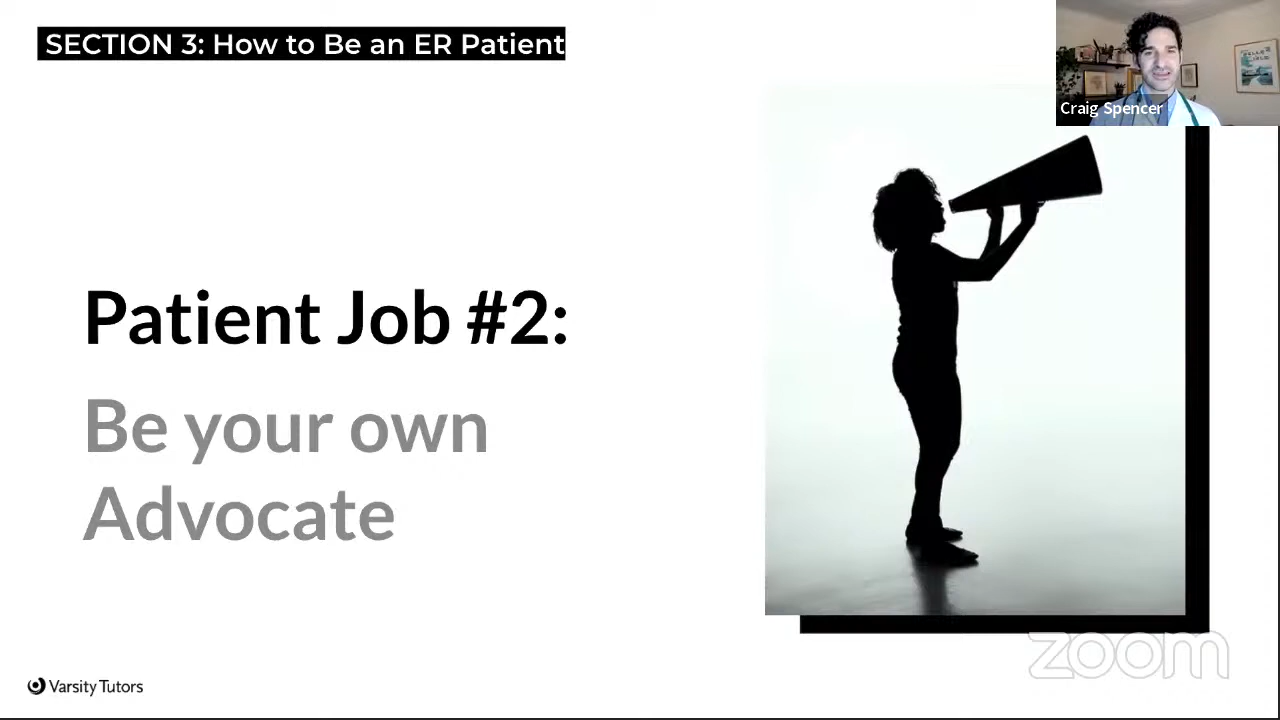 SECTION 3: How to Be an ER Patient
Craig Spencer
Patient Job #2:
Be your own
Advocate
Varsity Tutors
zoom